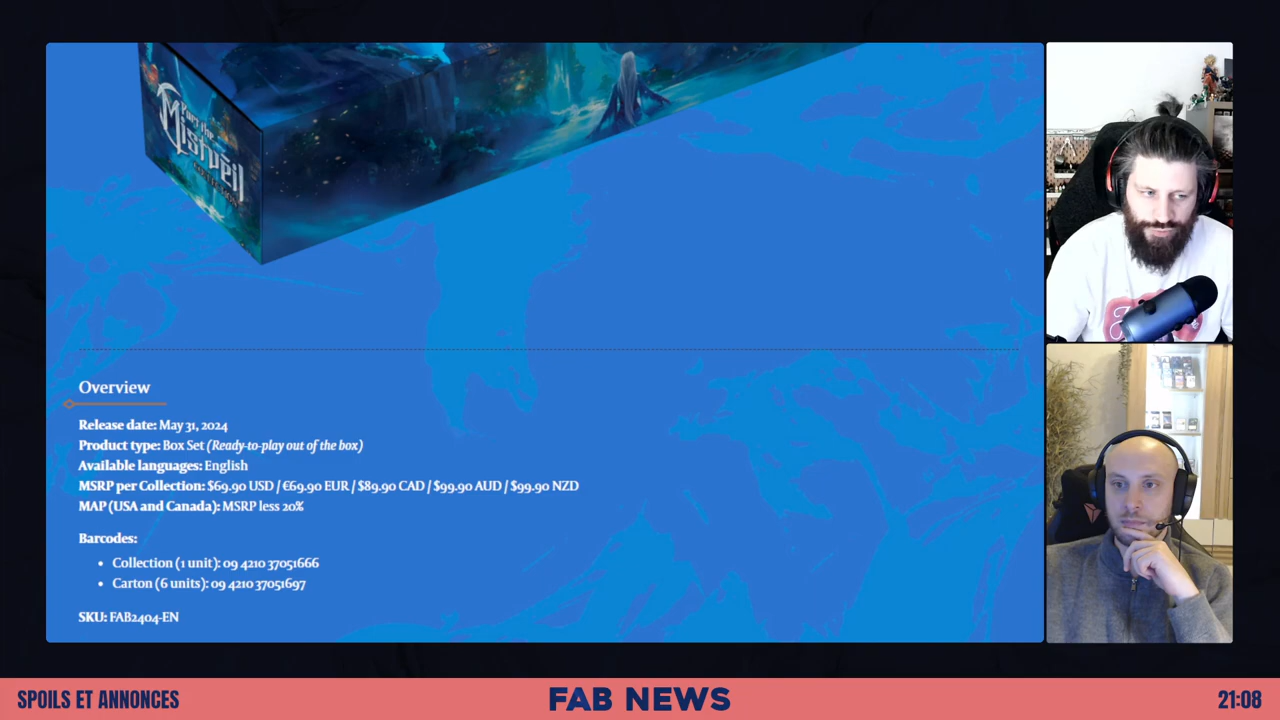 Part the
Mistveil
Overview
Release date: May 31, 2024
Product type: Box Set (Ready-to-play out of the box)
Available languages: English
MSRP per Collection: $69.90 USD / €69.90 EUR / $89.90 CAD / $99.90 AUD / $99.90 NZD
MAP (USA and Canada): MSRP less 20%
Barcodes:
• Collection (1 unit): 09 4210 37051666
• Carton (6 units): 09 4210 37051697
SKU: FAB2404-EN
SPOILS ET ANNONCES
FAB NEWS
21:08